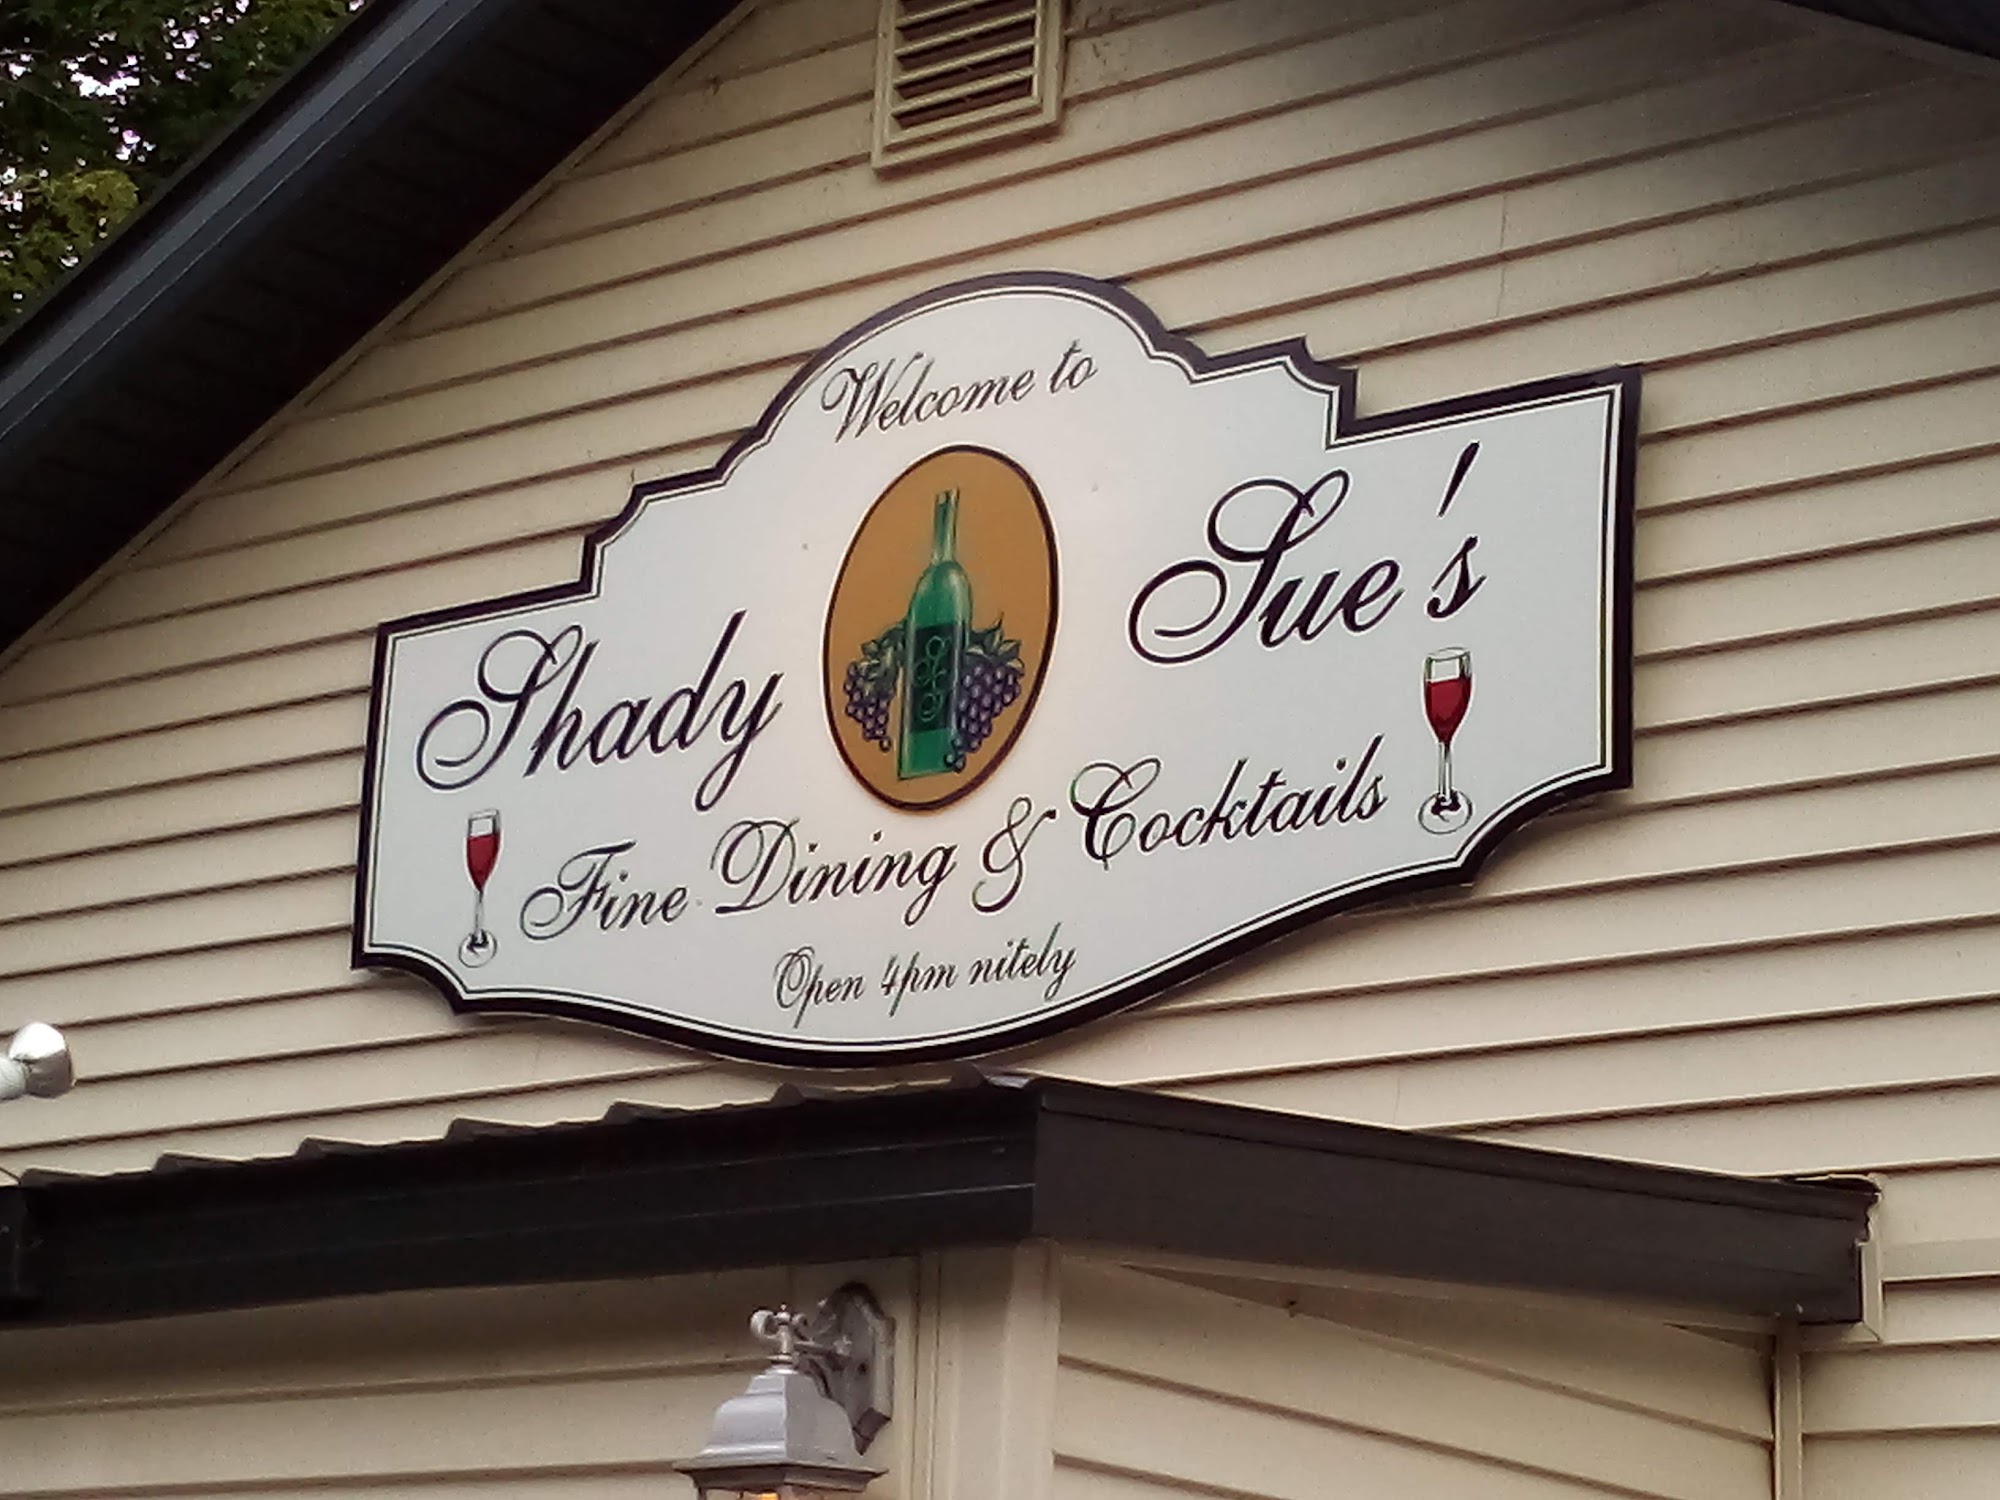 Welcome to
Shady Sue's
Fine Dining & Cocktails
Open 4pm nitely